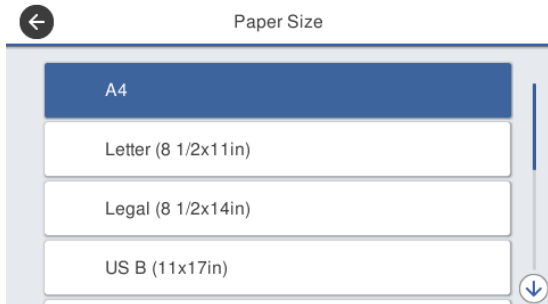 Paper Size
A4
Letter (8 1/2x11in)
Legal (8 1/2x14in)
US B (11x17in)